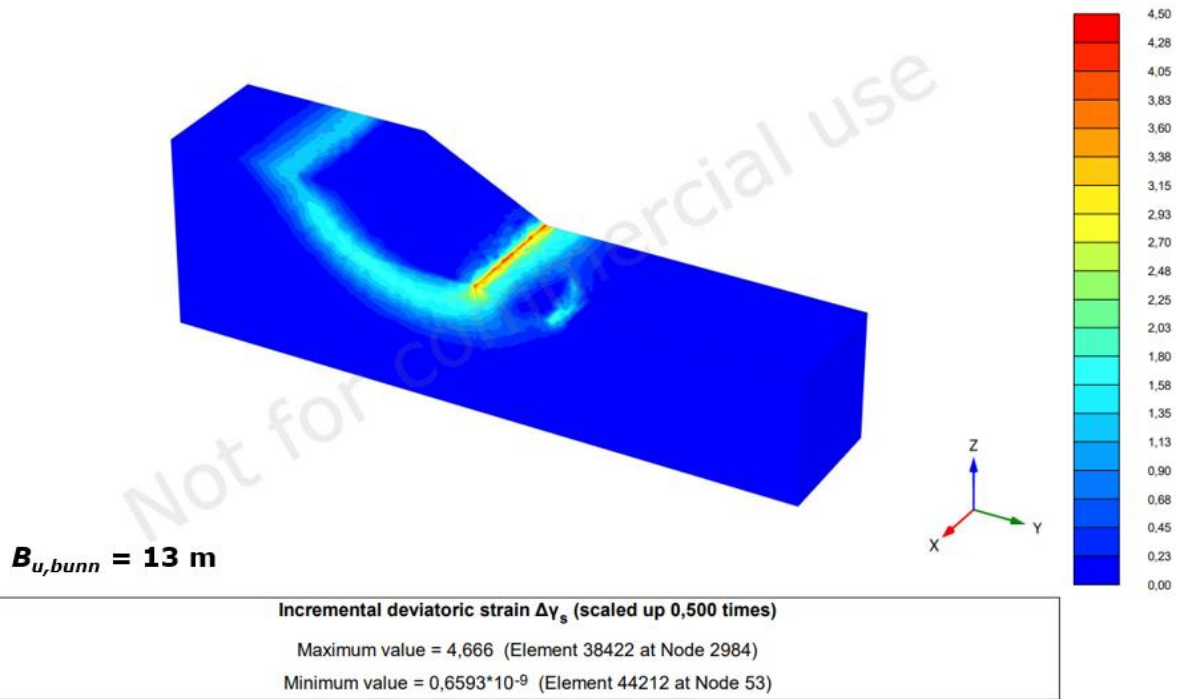 4,50
4,28
4,05
3,83
3,60
3,38
3,15
2,93
2,70
2,48
2,25
2,03
1,80
1,58
1,35
1,13
0,90
0,68
0,45
0,23
0,00
Not for commercial use
Z
Y
X
B_u,bunn = 13 m
Incremental deviatoric strain Δγ_s (scaled up 0,500 times)
Maximum value = 4,666 (Element 38422 at Node 2984)
Minimum value = 0,6593*10^-9 (Element 44212 at Node 53)